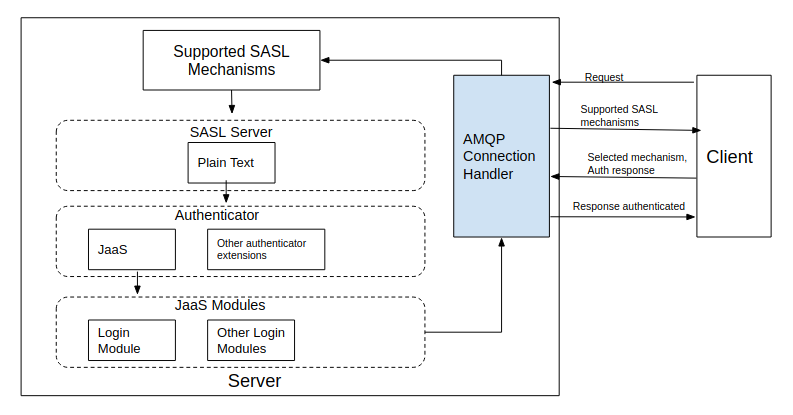 Supported SASL
Mechanisms
SASL Server
Plain Text
Authenticator
JaaS
Other authenticator
extensions
JaaS Modules
Login
Module
Other Login
Modules
Server
AMQP
Connection
Handler
Request
Supported SASL
mechanisms
Selected mechanism,
Auth response
Response authenticated
Client